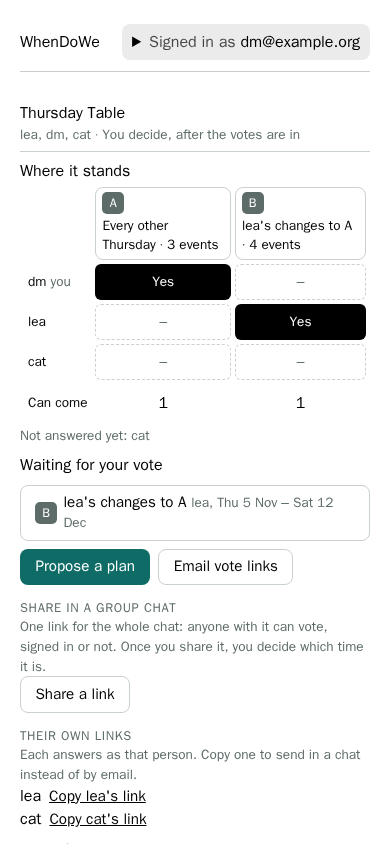 WhenDoWe
▶ Signed in as dm@example.org
Thursday Table
lea, dm, cat · You decide, after the votes are in
Where it stands
A
Every other
Thursday · 3 events
B
lea's changes to A
· 4 events
dm you Yes –
lea – Yes
cat – –
Can come 1 1
Not answered yet: cat
Waiting for your vote
B lea's changes to A lea, Thu 5 Nov – Sat 12
Dec
Propose a plan
Email vote links
SHARE IN A GROUP CHAT
One link for the whole chat: anyone with it can vote,
signed in or not. Once you share it, you decide which time
it is.
Share a link
THEIR OWN LINKS
Each answers as that person. Copy one to send in a chat
instead of by email.
lea Copy lea's link
cat Copy cat's link